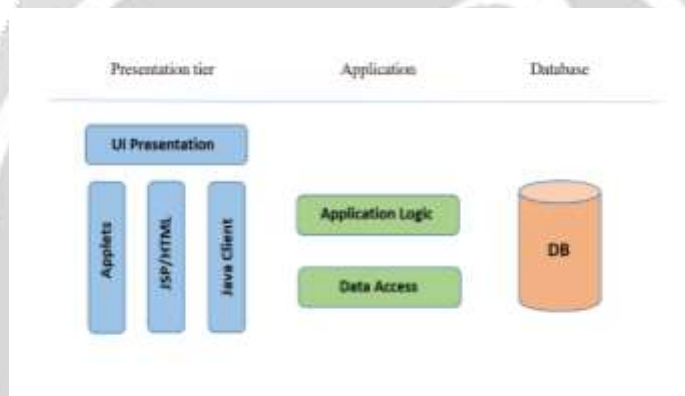 Presentation tier
Application
Database
UI Presentation
Applets
JSP/HTML
Java Client
Application Logic
Data Access
DB